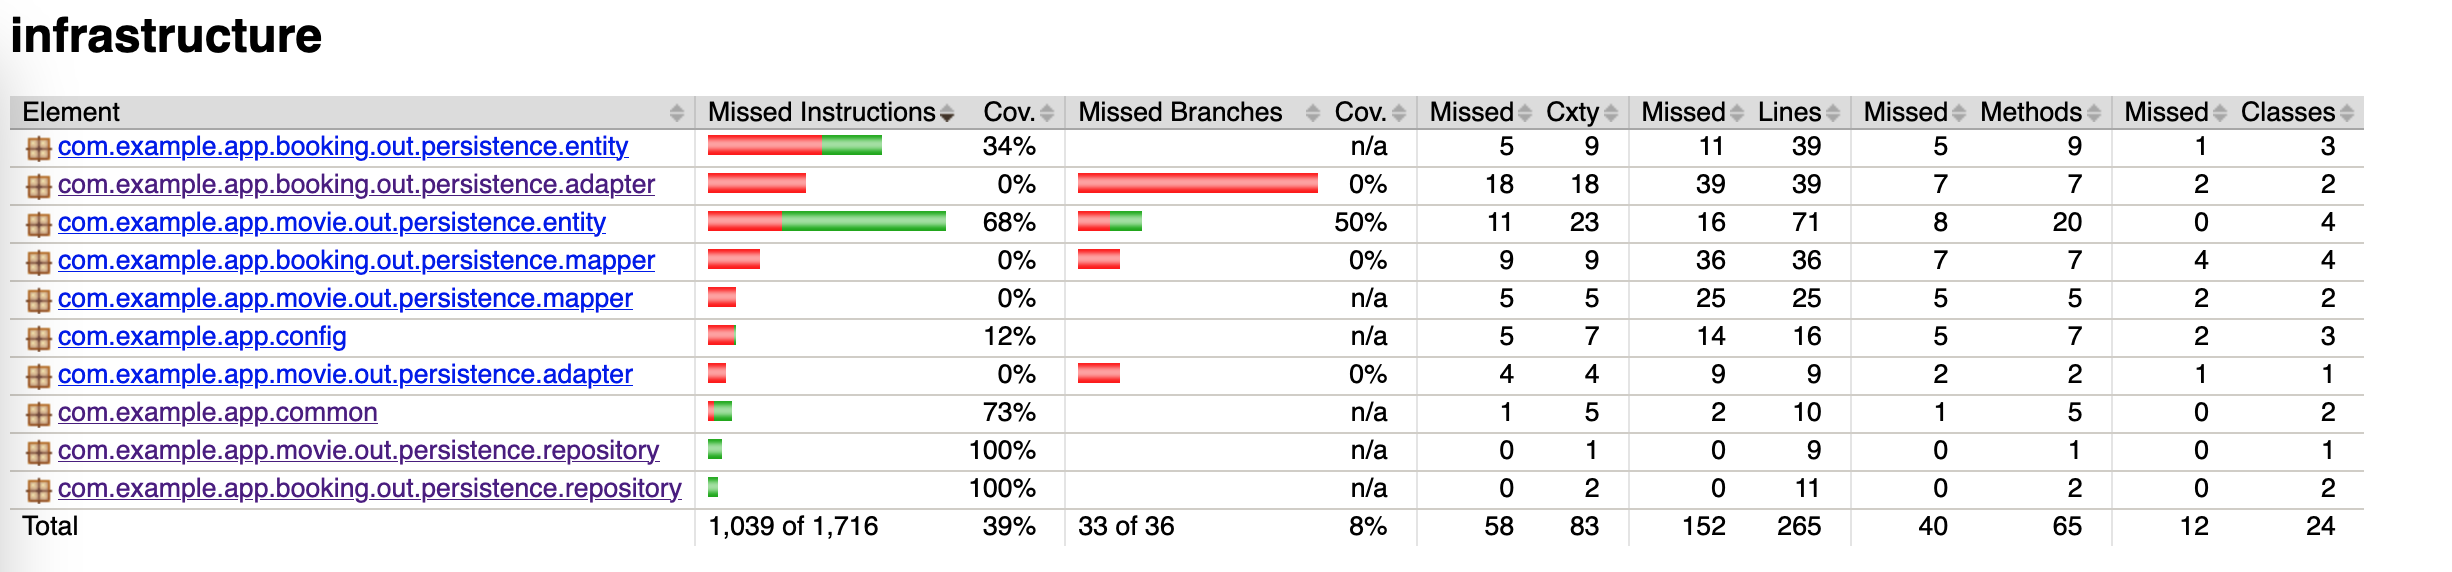 infrastructure
Element Missed Instructions Cov. Missed Branches Cov. Missed Cxty Missed Lines Missed Methods Missed Classes
com.example.app.booking.out.persistence.entity 34% n/a 5 9 11 39 5 9 1 3
com.example.app.booking.out.persistence.adapter 0% 0% 18 18 39 39 7 7 2 2
com.example.app.movie.out.persistence.entity 68% 50% 11 23 16 71 8 20 0 4
com.example.app.booking.out.persistence.mapper 0% 0% 9 9 36 36 7 7 4 4
com.example.app.movie.out.persistence.mapper 0% n/a 5 5 25 25 5 5 2 2
com.example.app.config 12% n/a 5 7 14 16 5 7 2 3
com.example.app.movie.out.persistence.adapter 0% 0% 4 4 9 9 2 2 1 1
com.example.app.common 73% n/a 1 5 2 10 1 5 0 2
com.example.app.movie.out.persistence.repository 100% n/a 0 1 0 9 0 1 0 1
com.example.app.booking.out.persistence.repository 100% n/a 0 2 0 11 0 2 0 2
Total 1,039 of 1,716 39% 33 of 36 8% 58 83 152 265 40 65 12 24